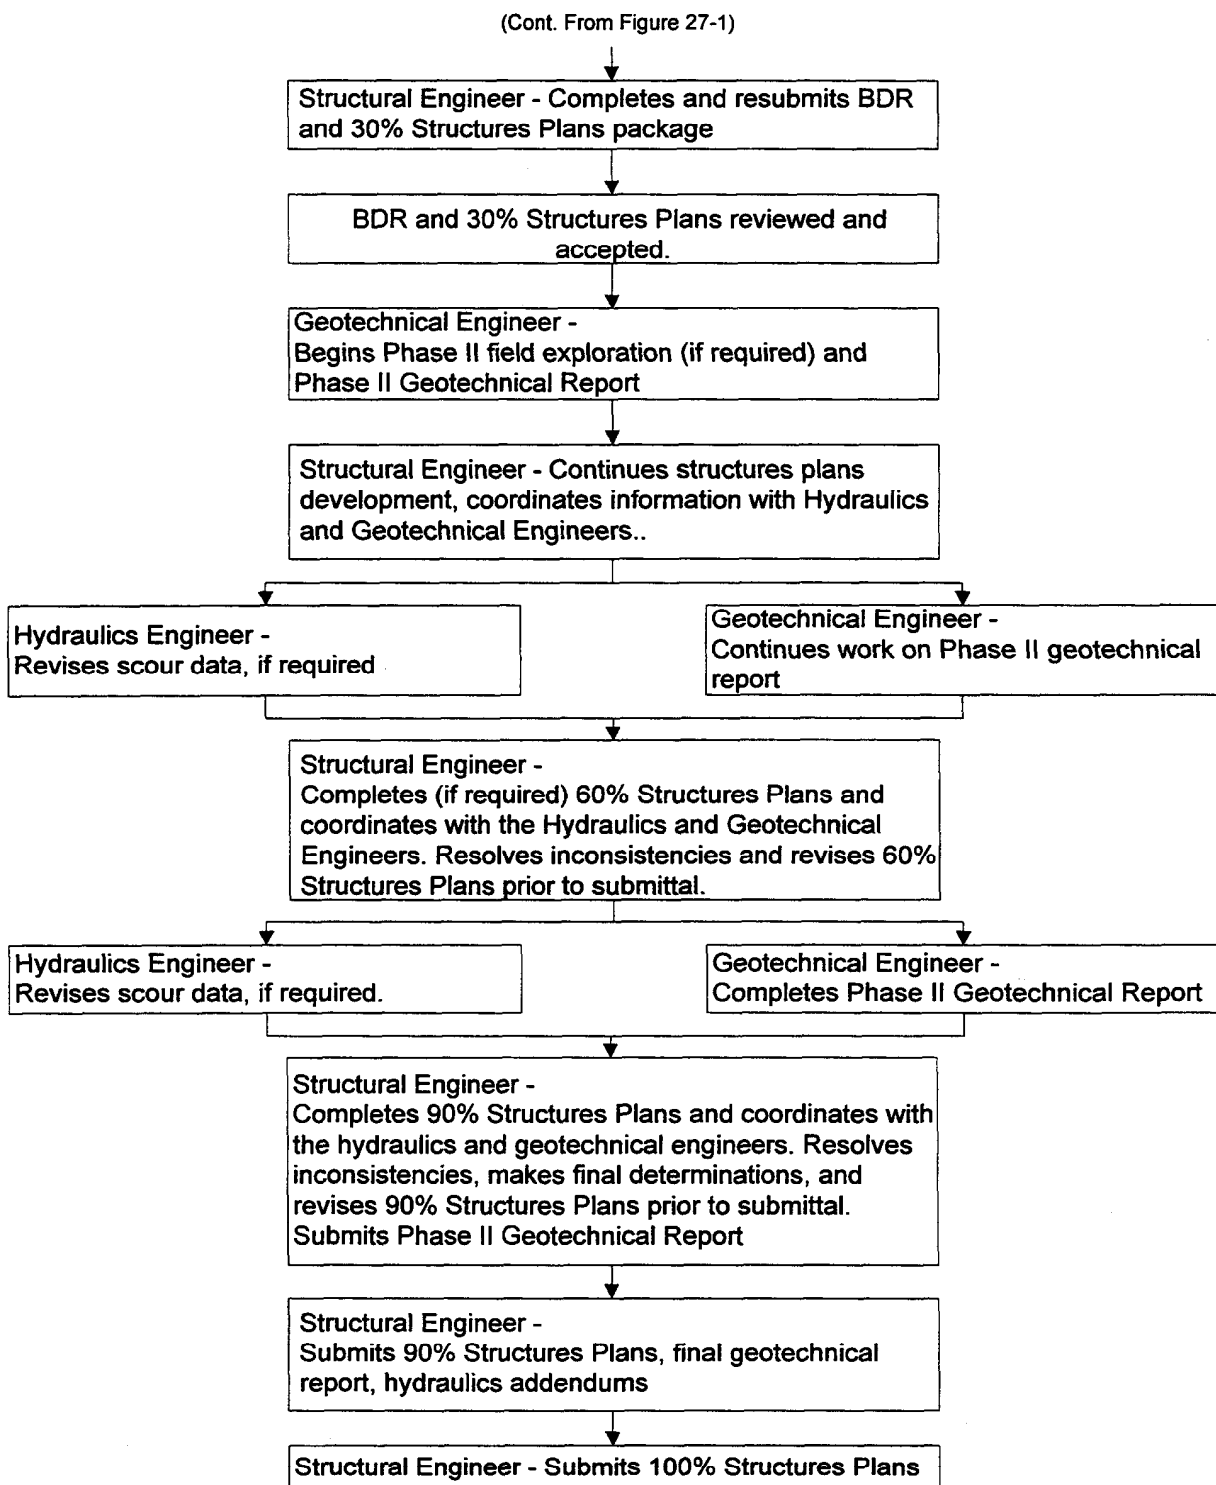 (Cont. From Figure 27-1)
Structural Engineer - Completes and resubmits BDR
and 30% Structures Plans package
BDR and 30% Structures Plans reviewed and
accepted.
Geotechnical Engineer -
Begins Phase II field exploration (if required) and
Phase II Geotechnical Report
Structural Engineer - Continues structures plans
development, coordinates information with Hydraulics
and Geotechnical Engineers..
Hydraulics Engineer -
Revises scour data, if required
Geotechnical Engineer -
Continues work on Phase II geotechnical
report
Structural Engineer -
Completes (if required) 60% Structures Plans and
coordinates with the Hydraulics and Geotechnical
Engineers. Resolves inconsistencies and revises 60%
Structures Plans prior to submittal.
Hydraulics Engineer -
Revises scour data, if required.
Geotechnical Engineer -
Completes Phase II Geotechnical Report
Structural Engineer -
Completes 90% Structures Plans and coordinates with
the hydraulics and geotechnical engineers. Resolves
inconsistencies, makes final determinations, and
revises 90% Structures Plans prior to submittal.
Submits Phase II Geotechnical Report
Structural Engineer -
Submits 90% Structures Plans, final geotechnical
report, hydraulics addendums
Structural Engineer - Submits 100% Structures Plans